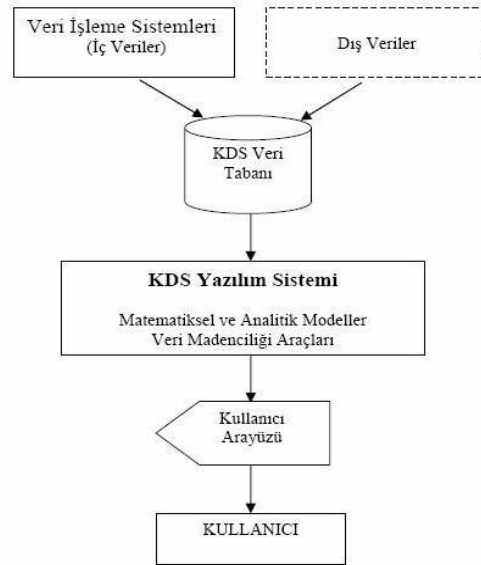 Veri İşleme Sistemleri
(İç Veriler)
Dış Veriler
KDS Veri
Tabanı
KDS Yazılım Sistemi
Matematiksel ve Analitik Modeller
Veri Madenciliği Araçları
Kullanıcı
Arayüzü
KULLANICI